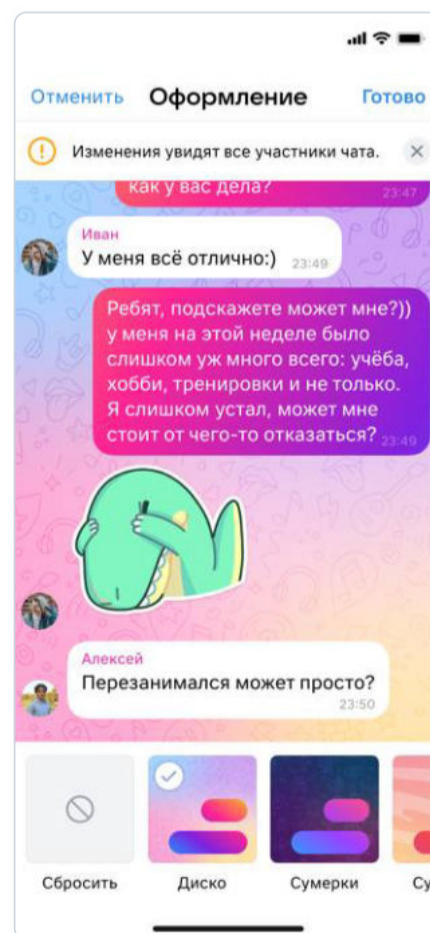 Отменить Оформление Готово
Изменения увидят все участники чата.
как у вас дела? 23:47
Иван
У меня всё отлично:) 23:49
Ребят, подскажете может мне?))
у меня на этой неделе было
слишком уж много всего: учёба,
хобби, тренировки и не только.
Я слишком устал, может мне
стоит от чего-то отказаться? 23:49
Алексей
Перезанимался может просто?
23:50
Сбросить Диско Сумерки Су